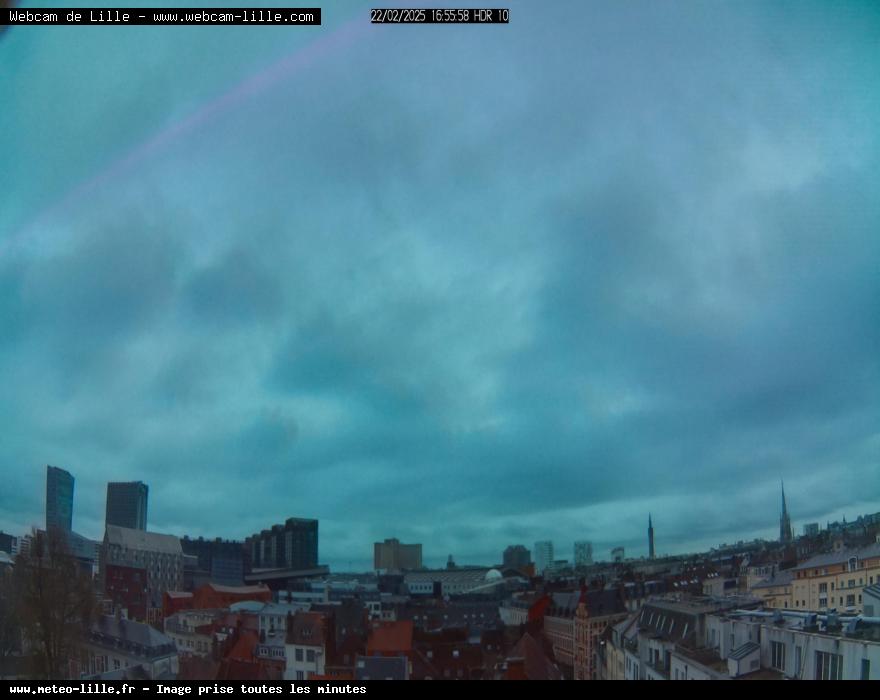 Webcam de Lille - www.webcam-lille.com
22/02/2025 16:55:58 HDR 10
www.meteo-lille.fr - Image prise toutes les minutes